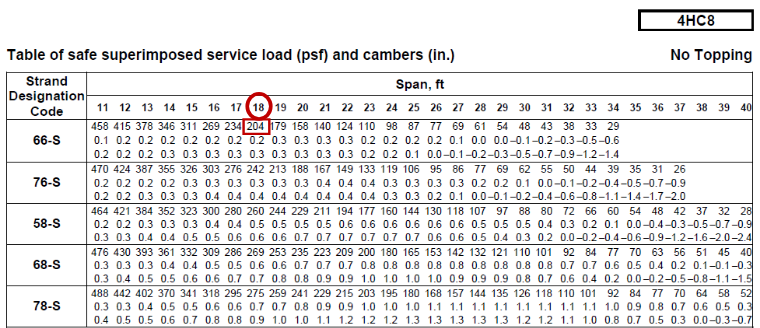 4HC8
Table of safe superimposed service load (psf) and cambers (in.) No Topping
Strand Designation Code Span, ft
11 12 13 14 15 16 17 18 19 20 21 22 23 24 25 26 27 28 29 30 31 32 33 34 35 36 37 38 39 40
66-S
458 415 378 346 311 269 234 204 179 158 140 124 110 98 87 77 69 61 54 48 43 38 33 29
0.1 0.2 0.2 0.2 0.2 0.2 0.2 0.2 0.2 0.2 0.2 0.2 0.2 0.2 0.2 0.1 0.0 0.0 −0.1 −0.2 −0.3 −0.5 −0.6
0.2 0.2 0.2 0.2 0.2 0.3 0.3 0.3 0.3 0.3 0.2 0.2 0.2 0.2 0.1 0.0 −0.1 −0.2 −0.3 −0.5 −0.7 −0.9 −1.2 −1.4
76-S
470 424 387 355 326 303 276 242 213 188 167 149 133 119 106 95 86 77 69 62 55 50 44 39 35 31 26
0.2 0.2 0.2 0.2 0.3 0.3 0.3 0.3 0.3 0.3 0.4 0.4 0.4 0.3 0.3 0.3 0.2 0.2 0.1 0.0 −0.1 −0.2 −0.4 −0.5 −0.7 −0.9
0.2 0.2 0.3 0.3 0.3 0.4 0.4 0.4 0.4 0.4 0.4 0.4 0.4 0.3 0.3 0.2 0.1 0.0 −0.1 −0.2 −0.4 −0.6 −0.8 −1.1 −1.4 −1.7 −2.0
58-S
464 421 384 352 323 300 280 260 244 229 211 194 177 160 144 130 118 107 97 88 80 72 66 60 54 48 42 37 32 28
0.2 0.2 0.3 0.3 0.3 0.4 0.4 0.5 0.5 0.5 0.5 0.6 0.6 0.6 0.6 0.6 0.5 0.5 0.5 0.4 0.3 0.2 0.1 0.0 −0.4 −0.3 −0.5 −0.7 −0.9
0.3 0.3 0.4 0.4 0.5 0.5 0.6 0.6 0.6 0.7 0.7 0.7 0.7 0.7 0.6 0.6 0.5 0.4 0.3 0.2 0.0 −0.2 −0.4 −0.6 −0.9 −1.2 −1.6 −2.0 −2.4
68-S
476 430 393 361 332 309 286 269 253 235 223 209 200 180 165 153 142 132 121 110 101 92 84 77 70 63 56 51 45 40
0.3 0.3 0.3 0.4 0.4 0.5 0.5 0.6 0.6 0.7 0.7 0.7 0.8 0.8 0.8 0.8 0.8 0.8 0.8 0.8 0.7 0.7 0.6 0.5 0.4 0.2 0.1 −0.1 −0.3
0.3 0.4 0.4 0.5 0.5 0.6 0.7 0.7 0.8 0.8 0.9 0.9 1.0 1.0 1.0 0.9 0.9 0.9 0.8 0.7 0.6 0.4 0.2 0.0 −0.2 −0.5 −0.8 −1.1 −1.5
78-S
488 442 402 370 341 318 295 275 259 241 229 215 203 195 180 168 157 144 135 126 118 110 101 92 84 77 70 64 58 52
0.3 0.3 0.4 0.4 0.5 0.6 0.6 0.7 0.7 0.8 0.9 0.9 1.0 1.0 1.1 1.1 1.1 1.1 1.1 1.1 1.1 1.1 1.0 0.9 0.8 0.7 0.6 0.5 0.3
0.4 0.5 0.5 0.6 0.7 0.8 0.8 0.9 1.0 1.0 1.1 1.2 1.2 1.2 1.3 1.3 1.3 1.3 1.3 1.2 1.2 1.1 1.0 0.8 0.7 0.5 0.3 0.0 −0.3 −0.7